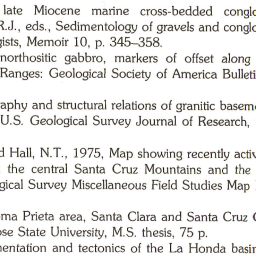 late Miocene marine cross-bedded conglo
R.J., eds., Sedimentology of gravels and conglo
gists, Memoir 10, p. 345–358.
northositic gabbro, markers of offset along
Ranges: Geological Society of America Bulleti
aphy and structural relations of granitic basem
U.S. Geological Survey Journal of Research,
d Hall, N.T., 1975, Map showing recently activ
the central Santa Cruz Mountains and the
gical Survey Miscellaneous Field Studies Map
ma Prieta area, Santa Clara and Santa Cruz C
ose State University, M.S. thesis, 75 p.
mentation and tectonics of the La Honda basin